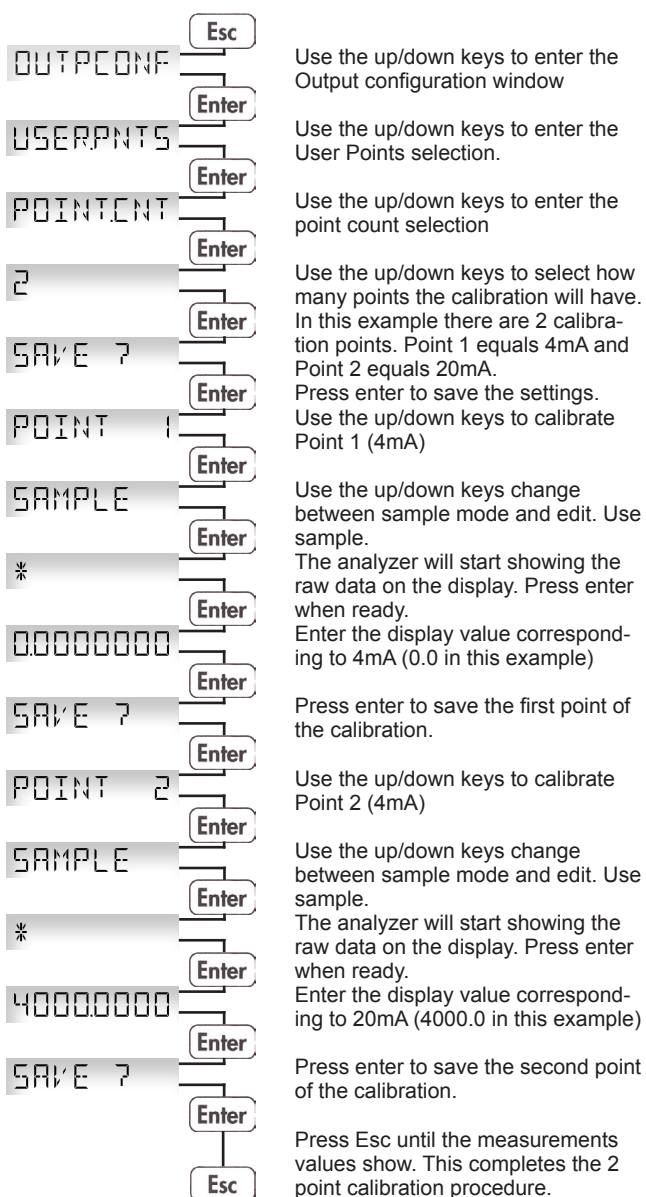 Esc
OUTPCONF
Use the up/down keys to enter the
Output configuration window
Enter
USER.PNTS
Use the up/down keys to enter the
User Points selection.
Enter
POINT.CNT
Use the up/down keys to enter the
point count selection
Enter
2
Use the up/down keys to select how
many points the calibration will have.
Enter
In this example there are 2 calibra-
tion points. Point 1 equals 4mA and
SAVE ?
Point 2 equals 20mA.
Enter
Press enter to save the settings.
POINT 1
Use the up/down keys to calibrate
Point 1 (4mA)
Enter
SAMPLE
Use the up/down keys change
between sample mode and edit. Use
Enter
sample.
*
The analyzer will start showing the
raw data on the display. Press enter
Enter
when ready.
0.0000000
Enter the display value correspond-
ing to 4mA (0.0 in this example)
Enter
SAVE ?
Press enter to save the first point of
the calibration.
Enter
POINT 2
Use the up/down keys to calibrate
Point 2 (4mA)
Enter
SAMPLE
Use the up/down keys change
between sample mode and edit. Use
Enter
sample.
*
The analyzer will start showing the
raw data on the display. Press enter
Enter
when ready.
4000.0000
Enter the display value correspond-
ing to 20mA (4000.0 in this example)
Enter
SAVE ?
Press enter to save the second point
of the calibration.
Enter
Press Esc until the measurements
values show. This completes the 2
Esc
point calibration procedure.